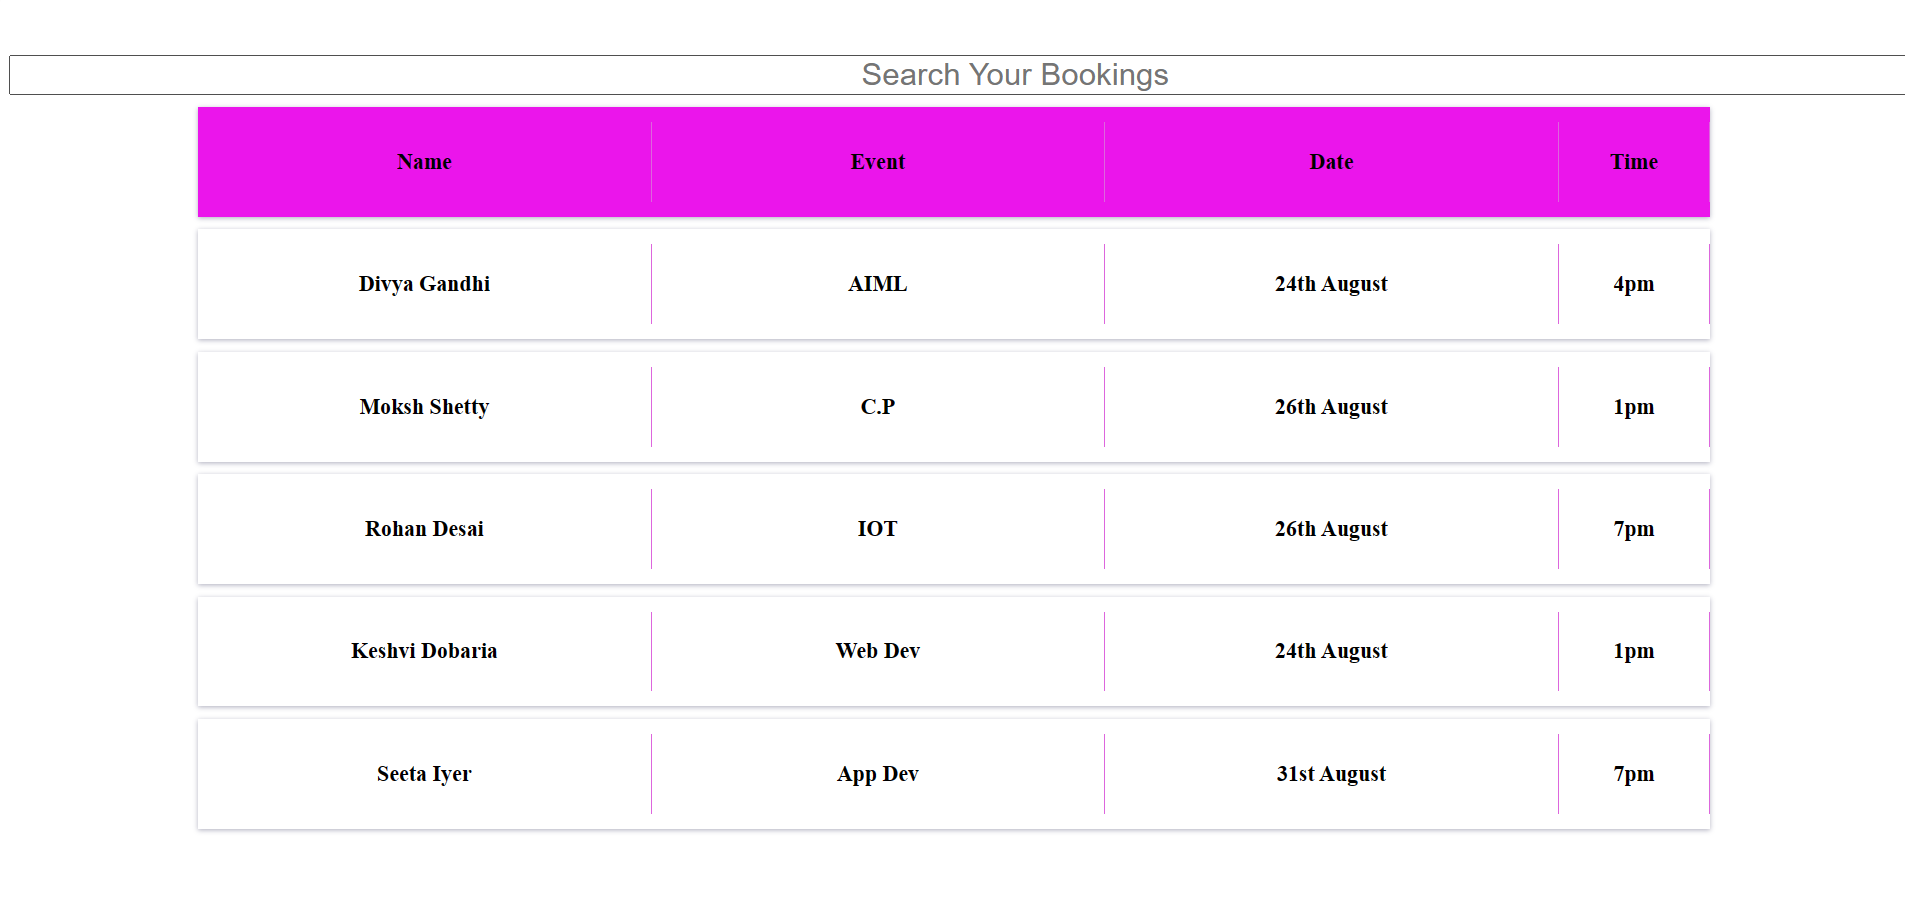 Search Your Bookings
Name Event Date Time
Divya Gandhi AIML 24th August 4pm
Moksh Shetty C.P 26th August 1pm
Rohan Desai IOT 26th August 7pm
Keshvi Dobaria Web Dev 24th August 1pm
Seeta Iyer App Dev 31st August 7pm